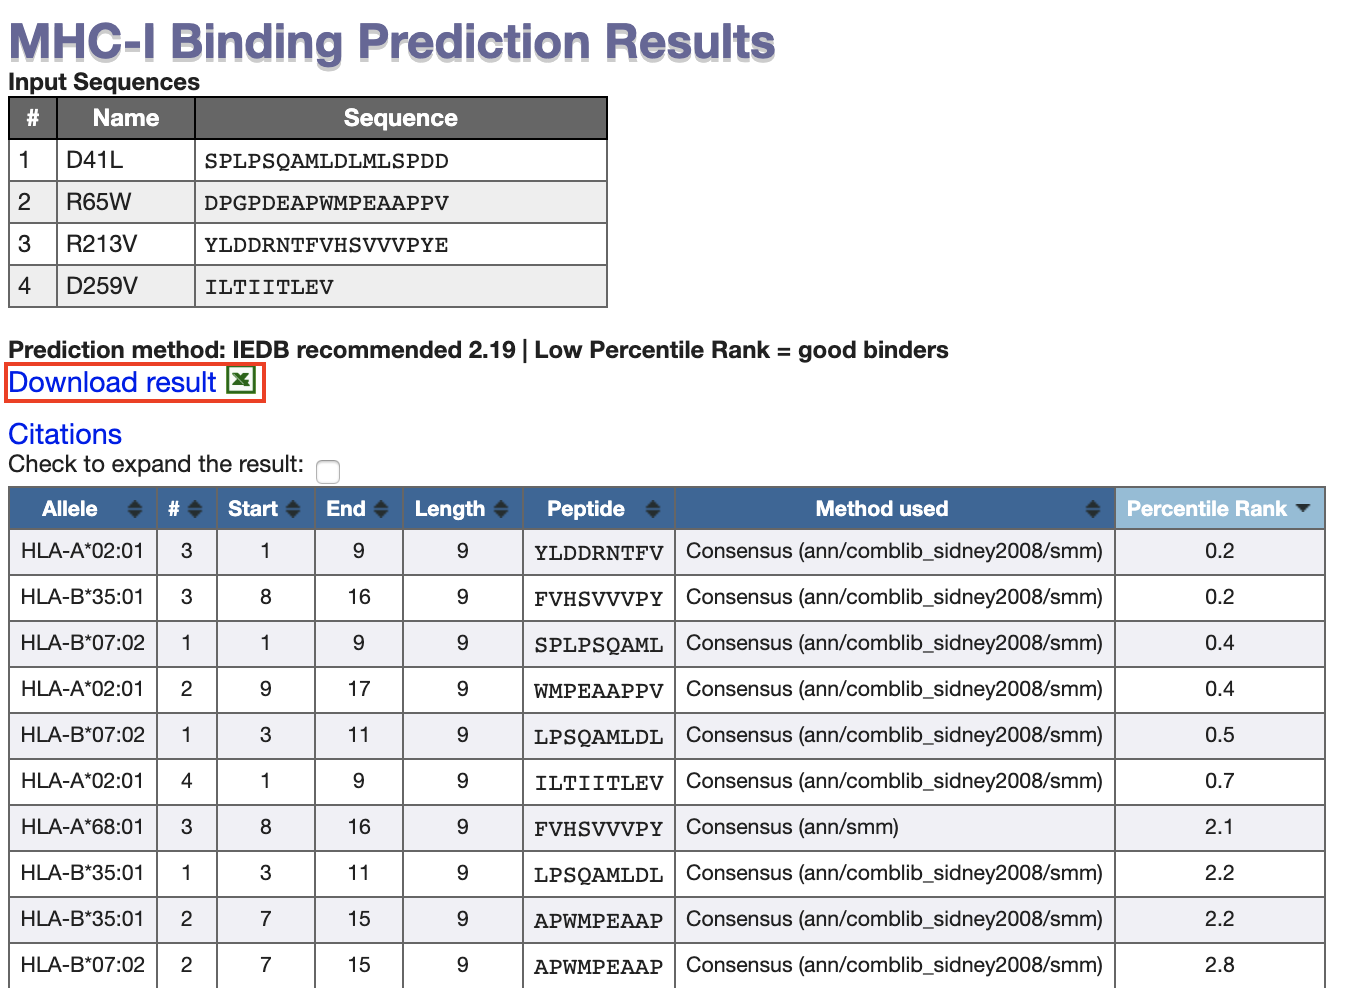 MHC-I Binding Prediction Results
Input Sequences
# Name Sequence
1 D41L SPLPSQAMLDLMLSPDD
2 R65W DPGPDEAPWMPEAAPPV
3 R213V YLDDRNTFVHSVVVPYE
4 D259V ILTIITLEV
Prediction method: IEDB recommended 2.19 | Low Percentile Rank = good binders
Download result
Citations
Check to expand the result:
Allele # Start End Length Peptide Method used Percentile Rank
HLA-A*02:01 3 1 9 9 YLDDRNTFV Consensus (ann/comblib_sidney2008/smm) 0.2
HLA-B*35:01 3 8 16 9 FVHSVVVPY Consensus (ann/comblib_sidney2008/smm) 0.2
HLA-B*07:02 1 1 9 9 SPLPSQAML Consensus (ann/comblib_sidney2008/smm) 0.4
HLA-A*02:01 2 9 17 9 WMPEAAPPV Consensus (ann/comblib_sidney2008/smm) 0.4
HLA-B*07:02 1 3 11 9 LPSQAMLDL Consensus (ann/comblib_sidney2008/smm) 0.5
HLA-A*02:01 4 1 9 9 ILTIITLEV Consensus (ann/comblib_sidney2008/smm) 0.7
HLA-A*68:01 3 8 16 9 FVHSVVVPY Consensus (ann/smm) 2.1
HLA-B*35:01 1 3 11 9 LPSQAMLDL Consensus (ann/comblib_sidney2008/smm) 2.2
HLA-B*35:01 2 7 15 9 APWMPEAAP Consensus (ann/comblib_sidney2008/smm) 2.2
HLA-B*07:02 2 7 15 9 APWMPEAAP Consensus (ann/comblib_sidney2008/smm) 2.8